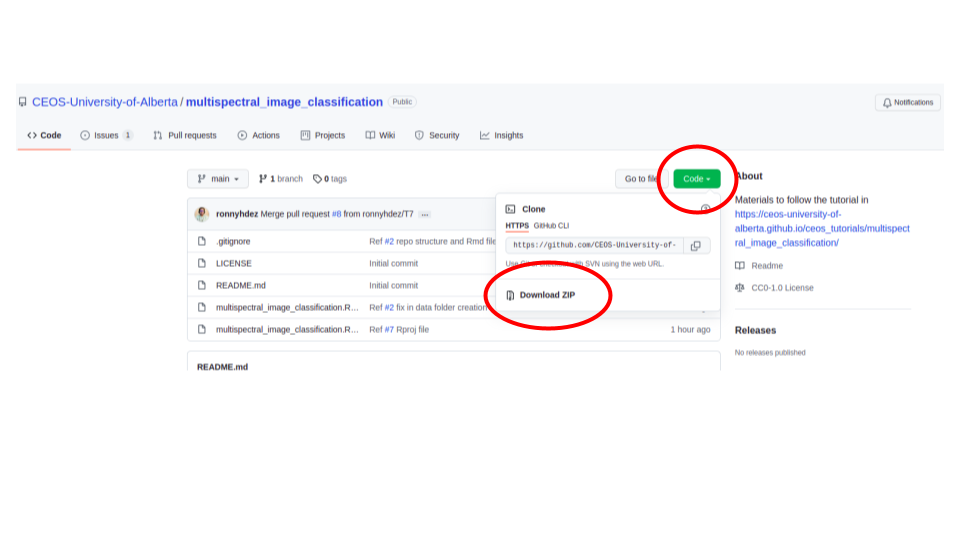 CEOS-University-of-Alberta / multispectral_image_classification Public Notifications
Code Issues 1 Pull requests Actions Projects Wiki Security Insights
main 1 branch 0 tags Go to file Code
ronnyhdez Merge pull request #8 from ronnyhdez/T7 ...
.gitignore Ref #2 repo structure and Rmd file
LICENSE Initial commit
README.md Initial commit
multispectral_image_classification.R... Ref #2 fix in data folder creation
multispectral_image_classification.R... Ref #7 Rproj file 1 hour ago
README.md
Clone
HTTPS GitHub CLI
https://github.com/CEOS-University-of-
with SVN using the web URL.
Download ZIP
About
Materials to follow the tutorial in
https://ceos-university-of-
alberta.github.io/ceos_tutorials/multispect
ral_image_classification/
Readme
CC0-1.0 License
Releases
No releases published